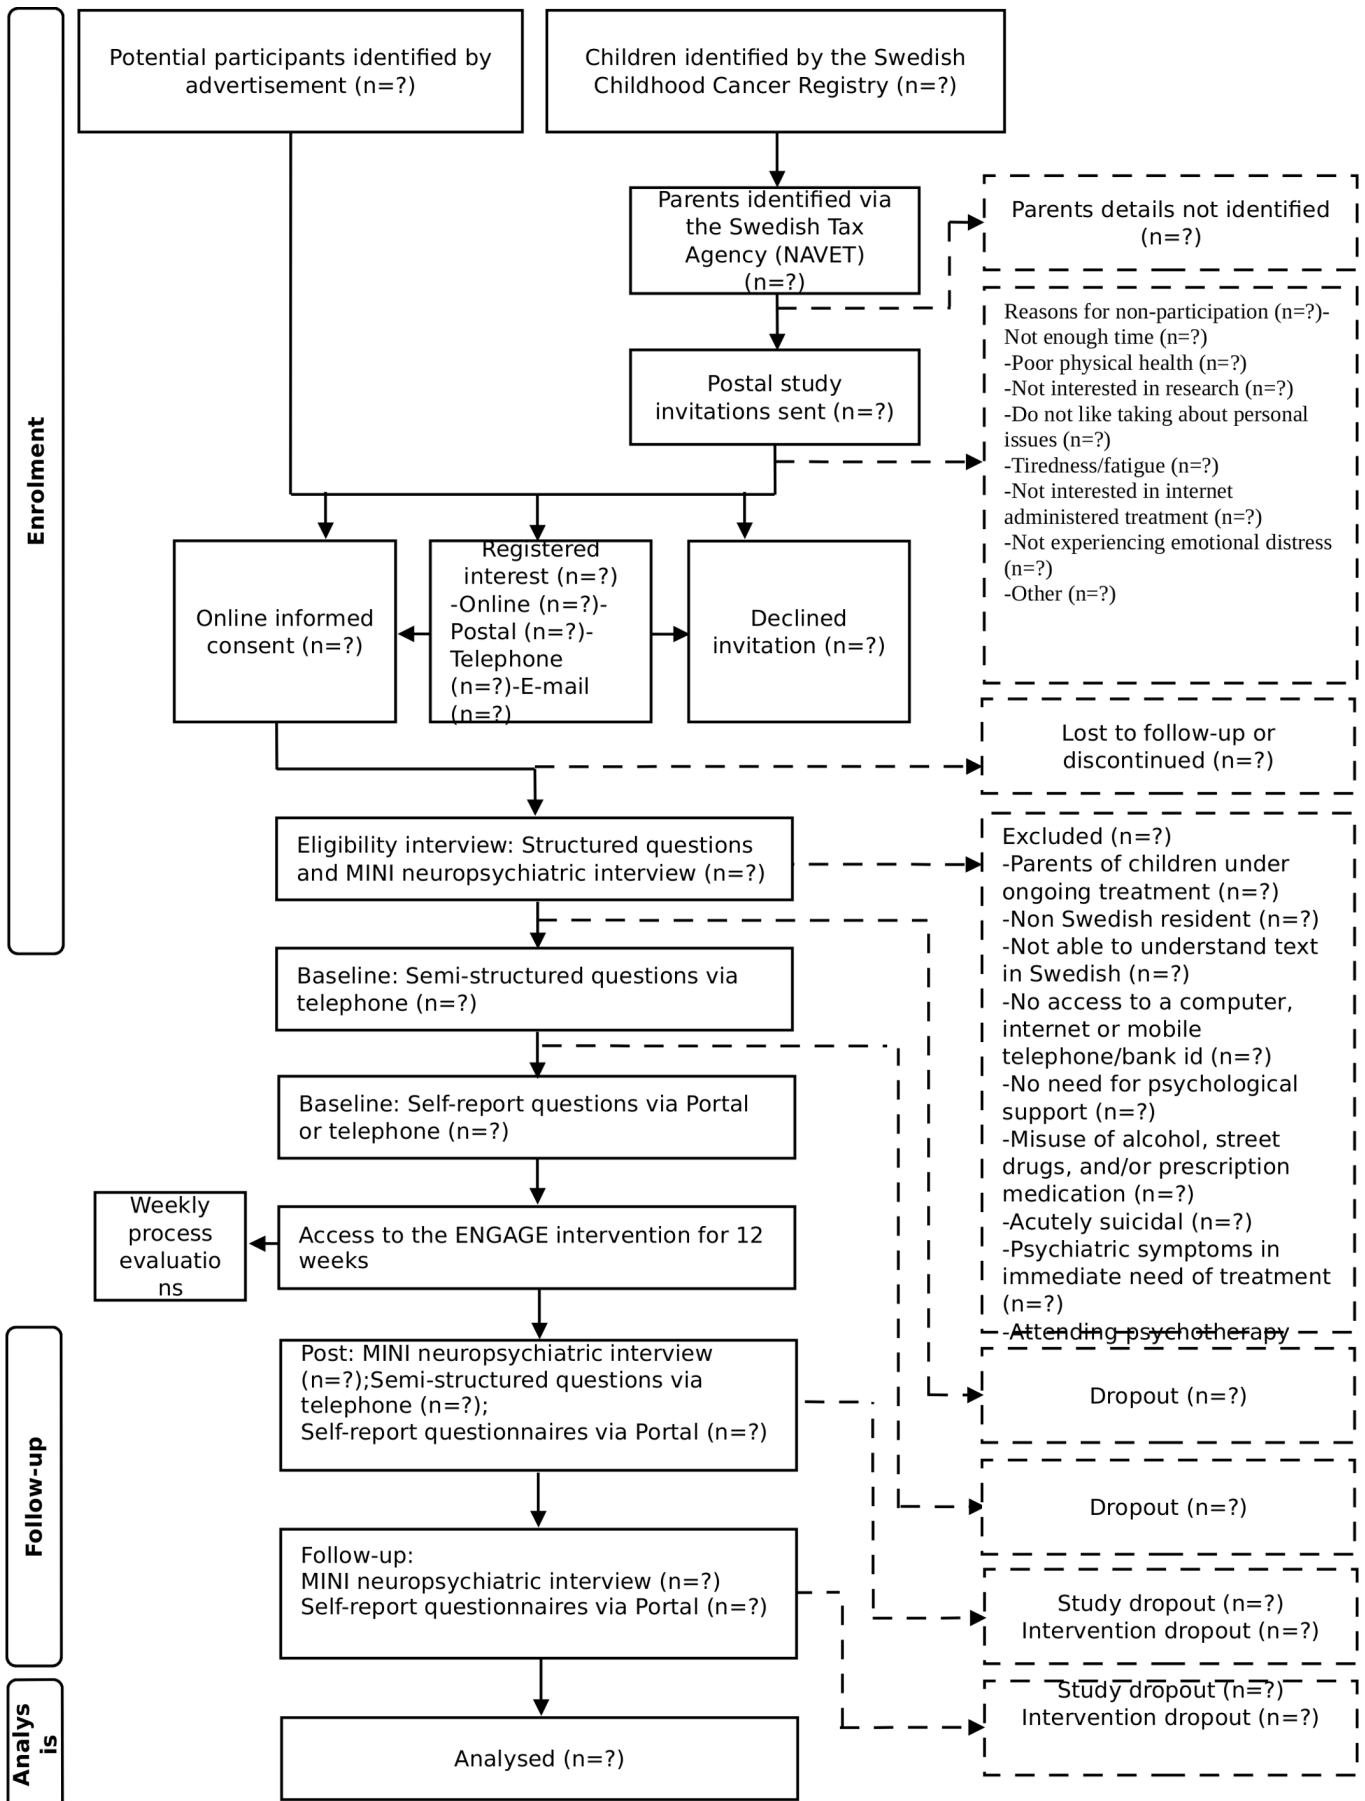 Potential participants identified by
advertisement (n=?)
Children identified by the Swedish
Childhood Cancer Registry (n=?)
Parents identified via
the Swedish Tax
Agency (NAVET)
(n=?)
Parents details not identified
(n=?)
Postal study
invitations sent (n=?)
Reasons for non-participation (n=?)-
Not enough time (n=?)
-Poor physical health (n=?)
-Not interested in research (n=?)
-Do not like taking about personal
issues (n=?)
-Tiredness/fatigue (n=?)
-Not interested in internet
administered treatment (n=?)
-Not experiencing emotional distress
(n=?)
-Other (n=?)
Enrolment
Online informed
consent (n=?)
Registered
interest (n=?)
-Online (n=?)-
Postal (n=?)-
Telephone
(n=?)-E-mail
(n=?)
Declined
invitation (n=?)
Lost to follow-up or
discontinued (n=?)
Eligibility interview: Structured questions
and MINI neuropsychiatric interview (n=?)
Excluded (n=?)
-Parents of children under
ongoing treatment (n=?)
-Non Swedish resident (n=?)
-Not able to understand text
in Swedish (n=?)
-No access to a computer,
internet or mobile
telephone/bank id (n=?)
-No need for psychological
support (n=?)
-Misuse of alcohol, street
drugs, and/or prescription
medication (n=?)
-Acutely suicidal (n=?)
-Psychiatric symptoms in
immediate need of treatment
(n=?)
-Attending psychotherapy
Baseline: Semi-structured questions via
telephone (n=?)
Baseline: Self-report questions via Portal
or telephone (n=?)
Weekly
process
evaluatio
ns
Access to the ENGAGE intervention for 12
weeks
Post: MINI neuropsychiatric interview
(n=?);Semi-structured questions via
telephone (n=?);
Self-report questionnaires via Portal (n=?)
Dropout (n=?)
Dropout (n=?)
Follow-up
Follow-up:
MINI neuropsychiatric interview (n=?)
Self-report questionnaires via Portal (n=?)
Study dropout (n=?)
Intervention dropout (n=?)
Study dropout (n=?)
Intervention dropout (n=?)
Analys
is
Analysed (n=?)